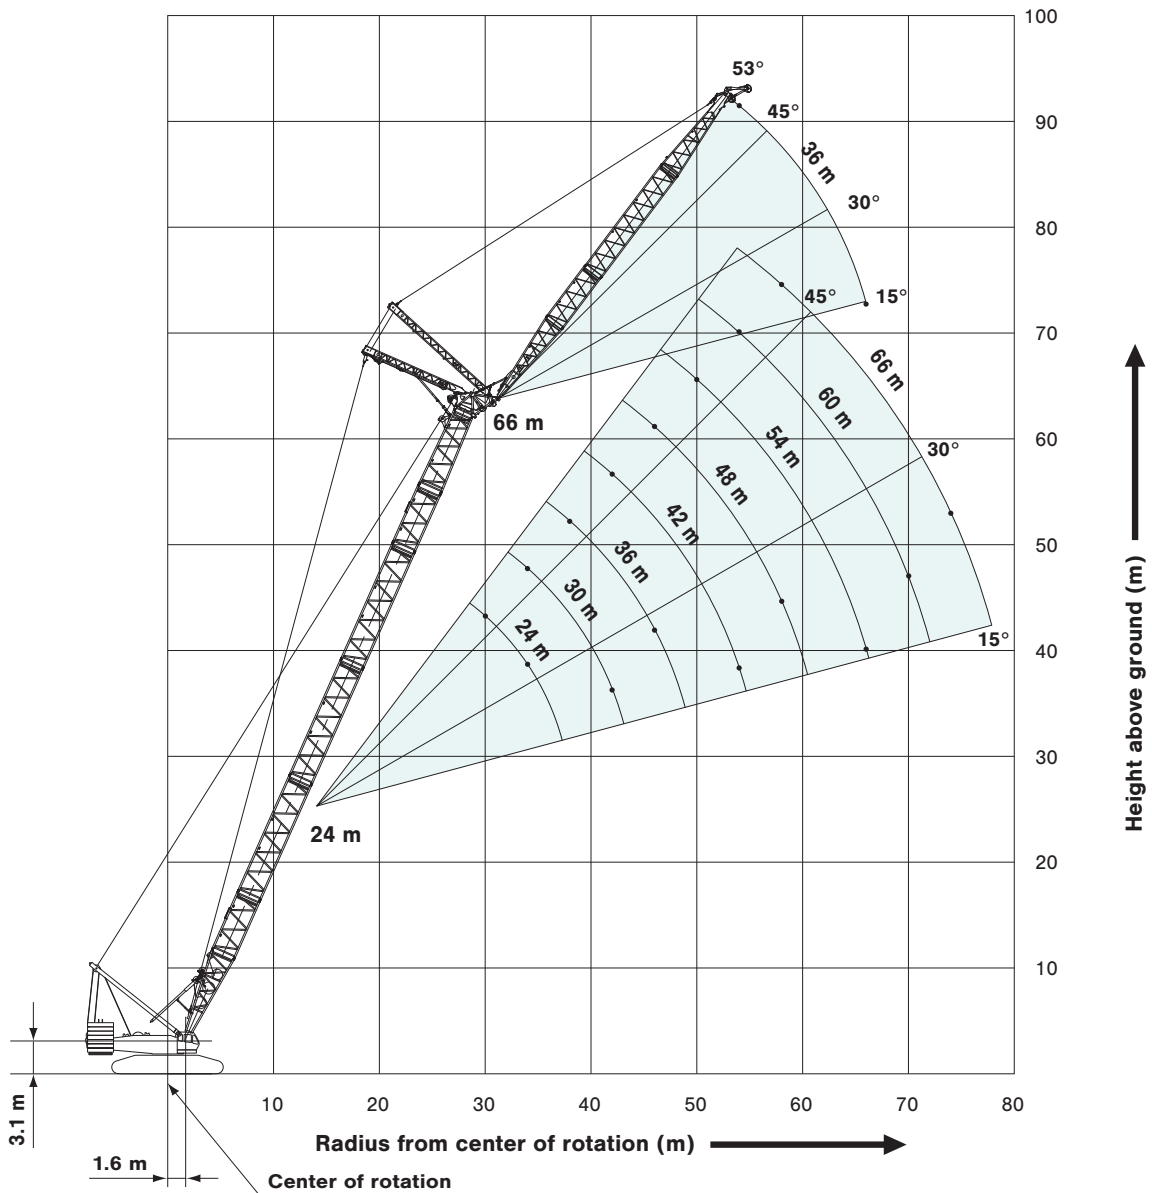 100
53°
45°
90
36 m
30°
80
45°
15°
70
66 m
60 m
66 m
54 m
60
30°
48 m
42 m
50
36 m
30 m
24 m
15°
40
30
24 m
20
10
Height above ground (m)
3.1 m
10 20 30 40 50 60 70 80
Radius from center of rotation (m)
1.6 m
Center of rotation